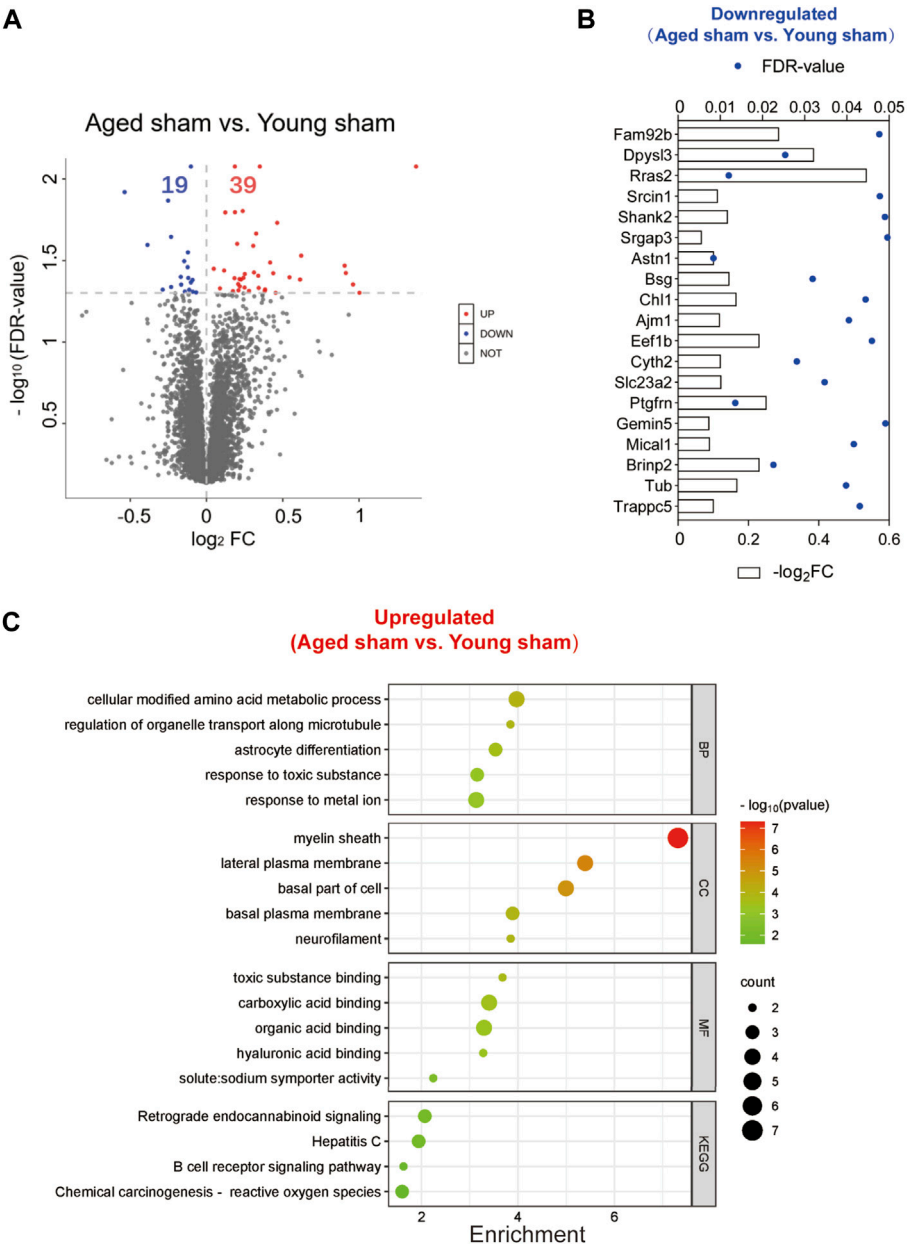 A
Aged sham vs. Young sham
19
39
2
1.5
1
0.5
- log10 (FDR-value)
-0.5
0
0.5
1
log2 FC
UP
DOWN
NOT
B
Downregulated
(Aged sham vs. Young sham)
FDR-value
0
0.01
0.02
0.03
0.04
0.05
Fam92b
Dpysl3
Rras2
Srcin1
Shank2
Srgap3
Astn1
Bsg
Chl1
Ajm1
Eef1b
Cyth2
Slc23a2
Ptgfrn
Gemin5
Mical1
Brinp2
Tub
Trappc5
0
0.2
0.4
0.6
-log2FC
C
Upregulated
(Aged sham vs. Young sham)
cellular modified amino acid metabolic process
regulation of organelle transport along microtubule
astrocyte differentiation
response to toxic substance
response to metal ion
BP
myelin sheath
lateral plasma membrane
basal part of cell
basal plasma membrane
neurofilament
CC
toxic substance binding
carboxylic acid binding
organic acid binding
hyaluronic acid binding
solute:sodium symporter activity
MF
Retrograde endocannabinoid signaling
Hepatitis C
B cell receptor signaling pathway
Chemical carcinogenesis - reactive oxygen species
KEGG
2
4
6
Enrichment
- log10(pvalue)
7
6
5
4
3
2
count
2
3
4
5
6
7